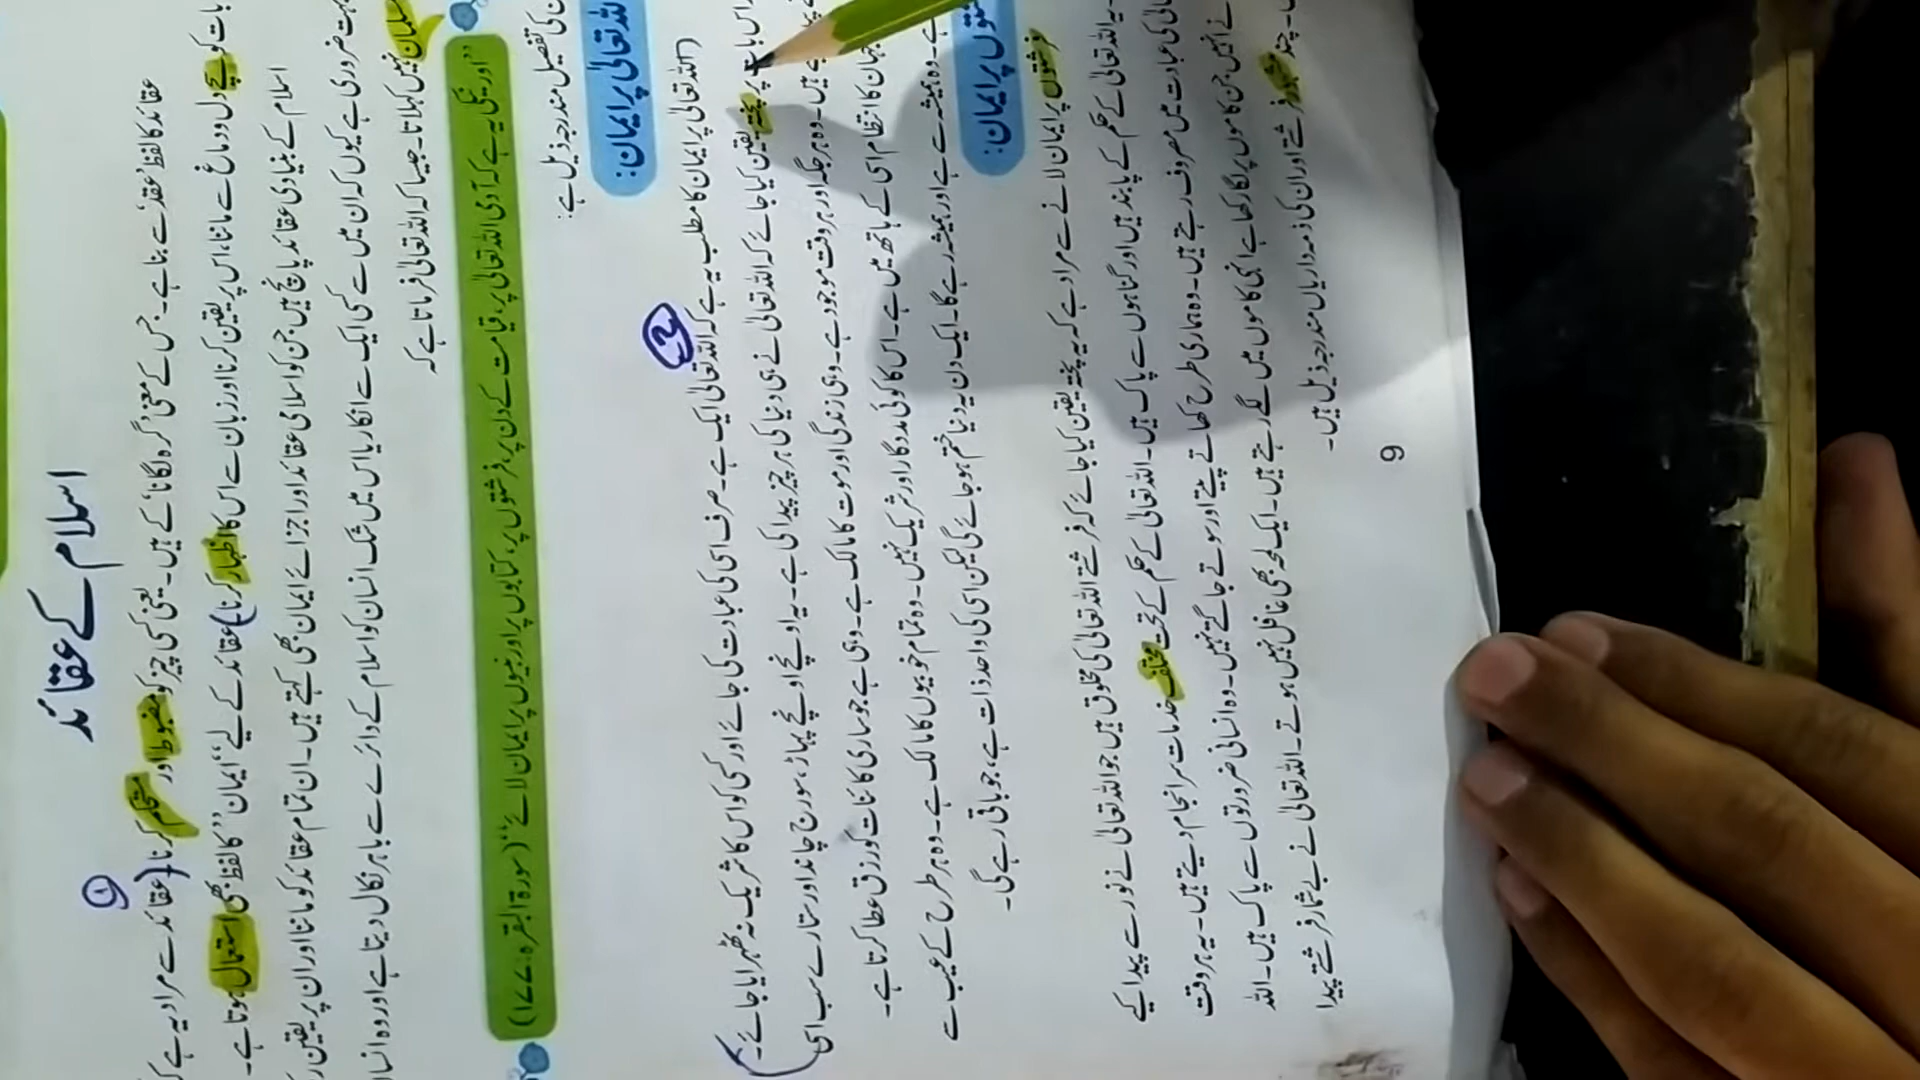 اسلام کے عقائد
①
عقائد کا لفظ ’عقد‘ سے بنا ہے۔ جس کے معنی ’گرہ لگانا‘ کے ہیں۔ یعنی کسی چیز کو مضبوط اور مستحکم کرنا (عقائد سے مراد یہ ہے کہ
بات کو سچے دل و دماغ سے ماننا، اس پر یقین کرنا اور زبان سے اس کا اظہار کرنا) عقائد کے لیے ’’ایمان‘‘ کا لفظ بھی استعمال ہوتا ہے۔
اسلام کے بنیادی عقائد پانچ ہیں جن کو اسلامی عقائد اور اجزائے ایمان بھی کہتے ہیں۔ ان تمام عقائد کو ماننا اور ان پر یقین
ضروری ہے کیوں کہ ان میں سے کسی ایک سے انکار یا اس میں شک انسان کو اسلام کے دائرے سے باہر نکال دیتا ہے اور وہ
مسلمان نہیں کہلاتا۔ جیسا کہ اللہ تعالیٰ فرماتا ہے کہ
’’اور نیکی یہ ہے کہ آدمی اللہ تعالیٰ پر، قیامت کے دن پر، فرشتوں پر، کتابوں پر اور نبیوں پر ایمان لائے‘‘ (سورۃ البقرہ: ۱۷۷)
کی تفصیل مندرجہ ذیل ہے:
اللہ تعالیٰ پر ایمان:
②
(اللہ تعالیٰ پر ایمان کا مطلب یہ ہے کہ اللہ تعالیٰ ایک ہے۔ صرف اسی کی عبادت کی جائے اور کسی کو اس کا شریک نہ ٹھہرایا جائے۔)
اس بات پر پختہ یقین کیا جائے کہ اللہ تعالیٰ نے ہی دنیا کی ہر چیز پیدا کی ہے۔ یہ اونچے اونچے پہاڑ، سورج چاند اور ستارے سب اسی
ہیں۔ وہ ہر جگہ اور ہر وقت موجود ہے۔ وہی زندگی اور موت کا مالک ہے۔ وہی ہے جو ساری کائنات کو رزق عطا کرتا ہے۔
جہان کا انتظام اسی کے ہاتھ میں ہے۔ اس کا کوئی مددگار اور شریک نہیں۔ وہ تمام خوبیوں کا مالک ہے۔ وہ ہر طرح کے عیب سے
ہے۔ وہ ہمیشہ سے ہے اور ہمیشہ رہے گا۔ ایک دن یہ دنیا ختم ہو جائے گی لیکن اسی کی واحد ذات ہے، جو باقی رہے گی۔
فرشتوں پر ایمان:
فرشتوں پر ایمان لانے سے مراد ہے کہ یہ پختہ یقین کیا جائے کہ فرشتے اللہ تعالیٰ کی مخلوق ہیں جو اللہ تعالیٰ نے نور سے پیدا کیے
۔ یہ اللہ تعالیٰ کے حکم کے پابند ہیں اور گناہوں سے پاک ہیں۔ اللہ تعالیٰ کے حکم کے تحت مختلف خدمات سرانجام دیتے ہیں۔ یہ ہر وقت
کی عبادت میں مصروف رہتے ہیں۔ وہ ہماری طرح کھاتے پیتے اور سوتے جاگتے نہیں۔ وہ انسانی ضرورتوں سے پاک ہیں۔ اللہ
نے انہیں جن کاموں پر لگا رکھا ہے انہی کاموں میں لگے رہتے ہیں۔ ایک لمحہ بھی غافل نہیں ہوتے۔ اللہ تعالیٰ نے بے شمار فرشتے پیدا
۔ چند مشہور فرشتے اور ان کی ذمہ داریاں مندرجہ ذیل ہیں۔
9